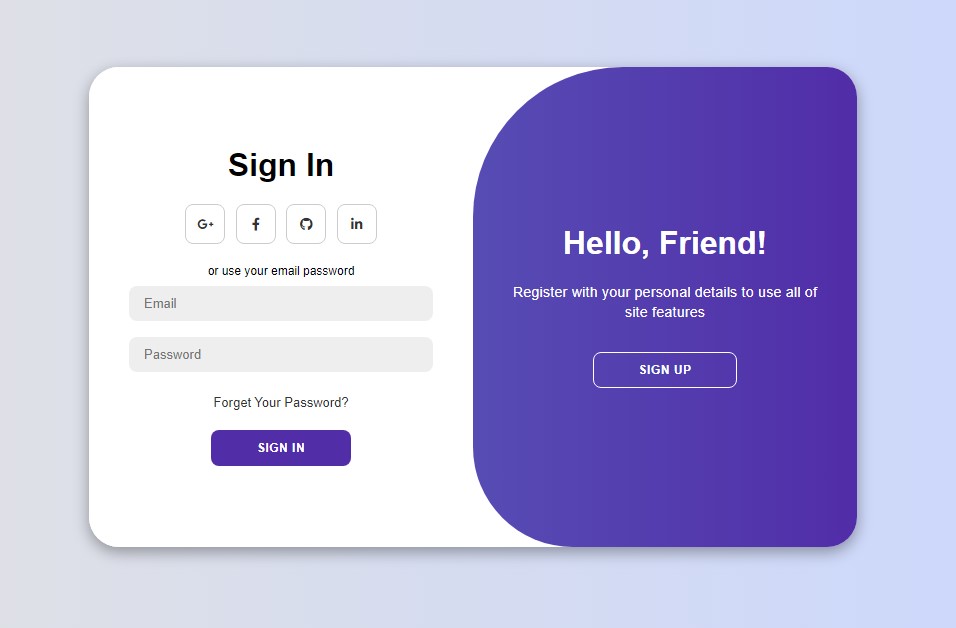 Sign In
G+
f
in
or use your email password
Email
Password
Forget Your Password?
SIGN IN
Hello, Friend!
Register with your personal details to use all of
site features
SIGN UP